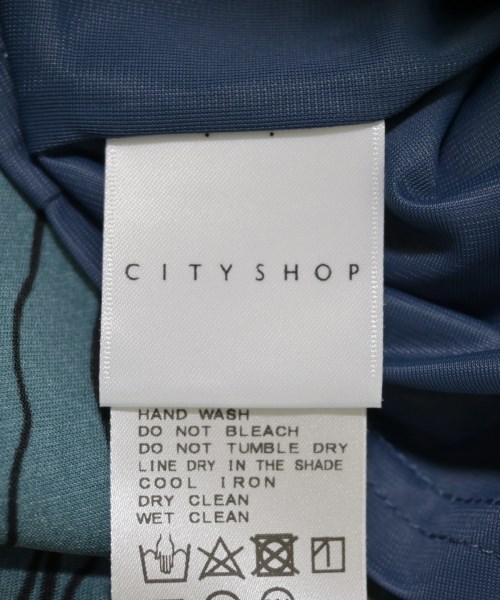 CITYSHOP
HAND WASH
DO NOT BLEACH
DO NOT TUMBLE DRY
LINE DRY IN THE SHADE
COOL IRON
DRY CLEAN
WET CLEAN